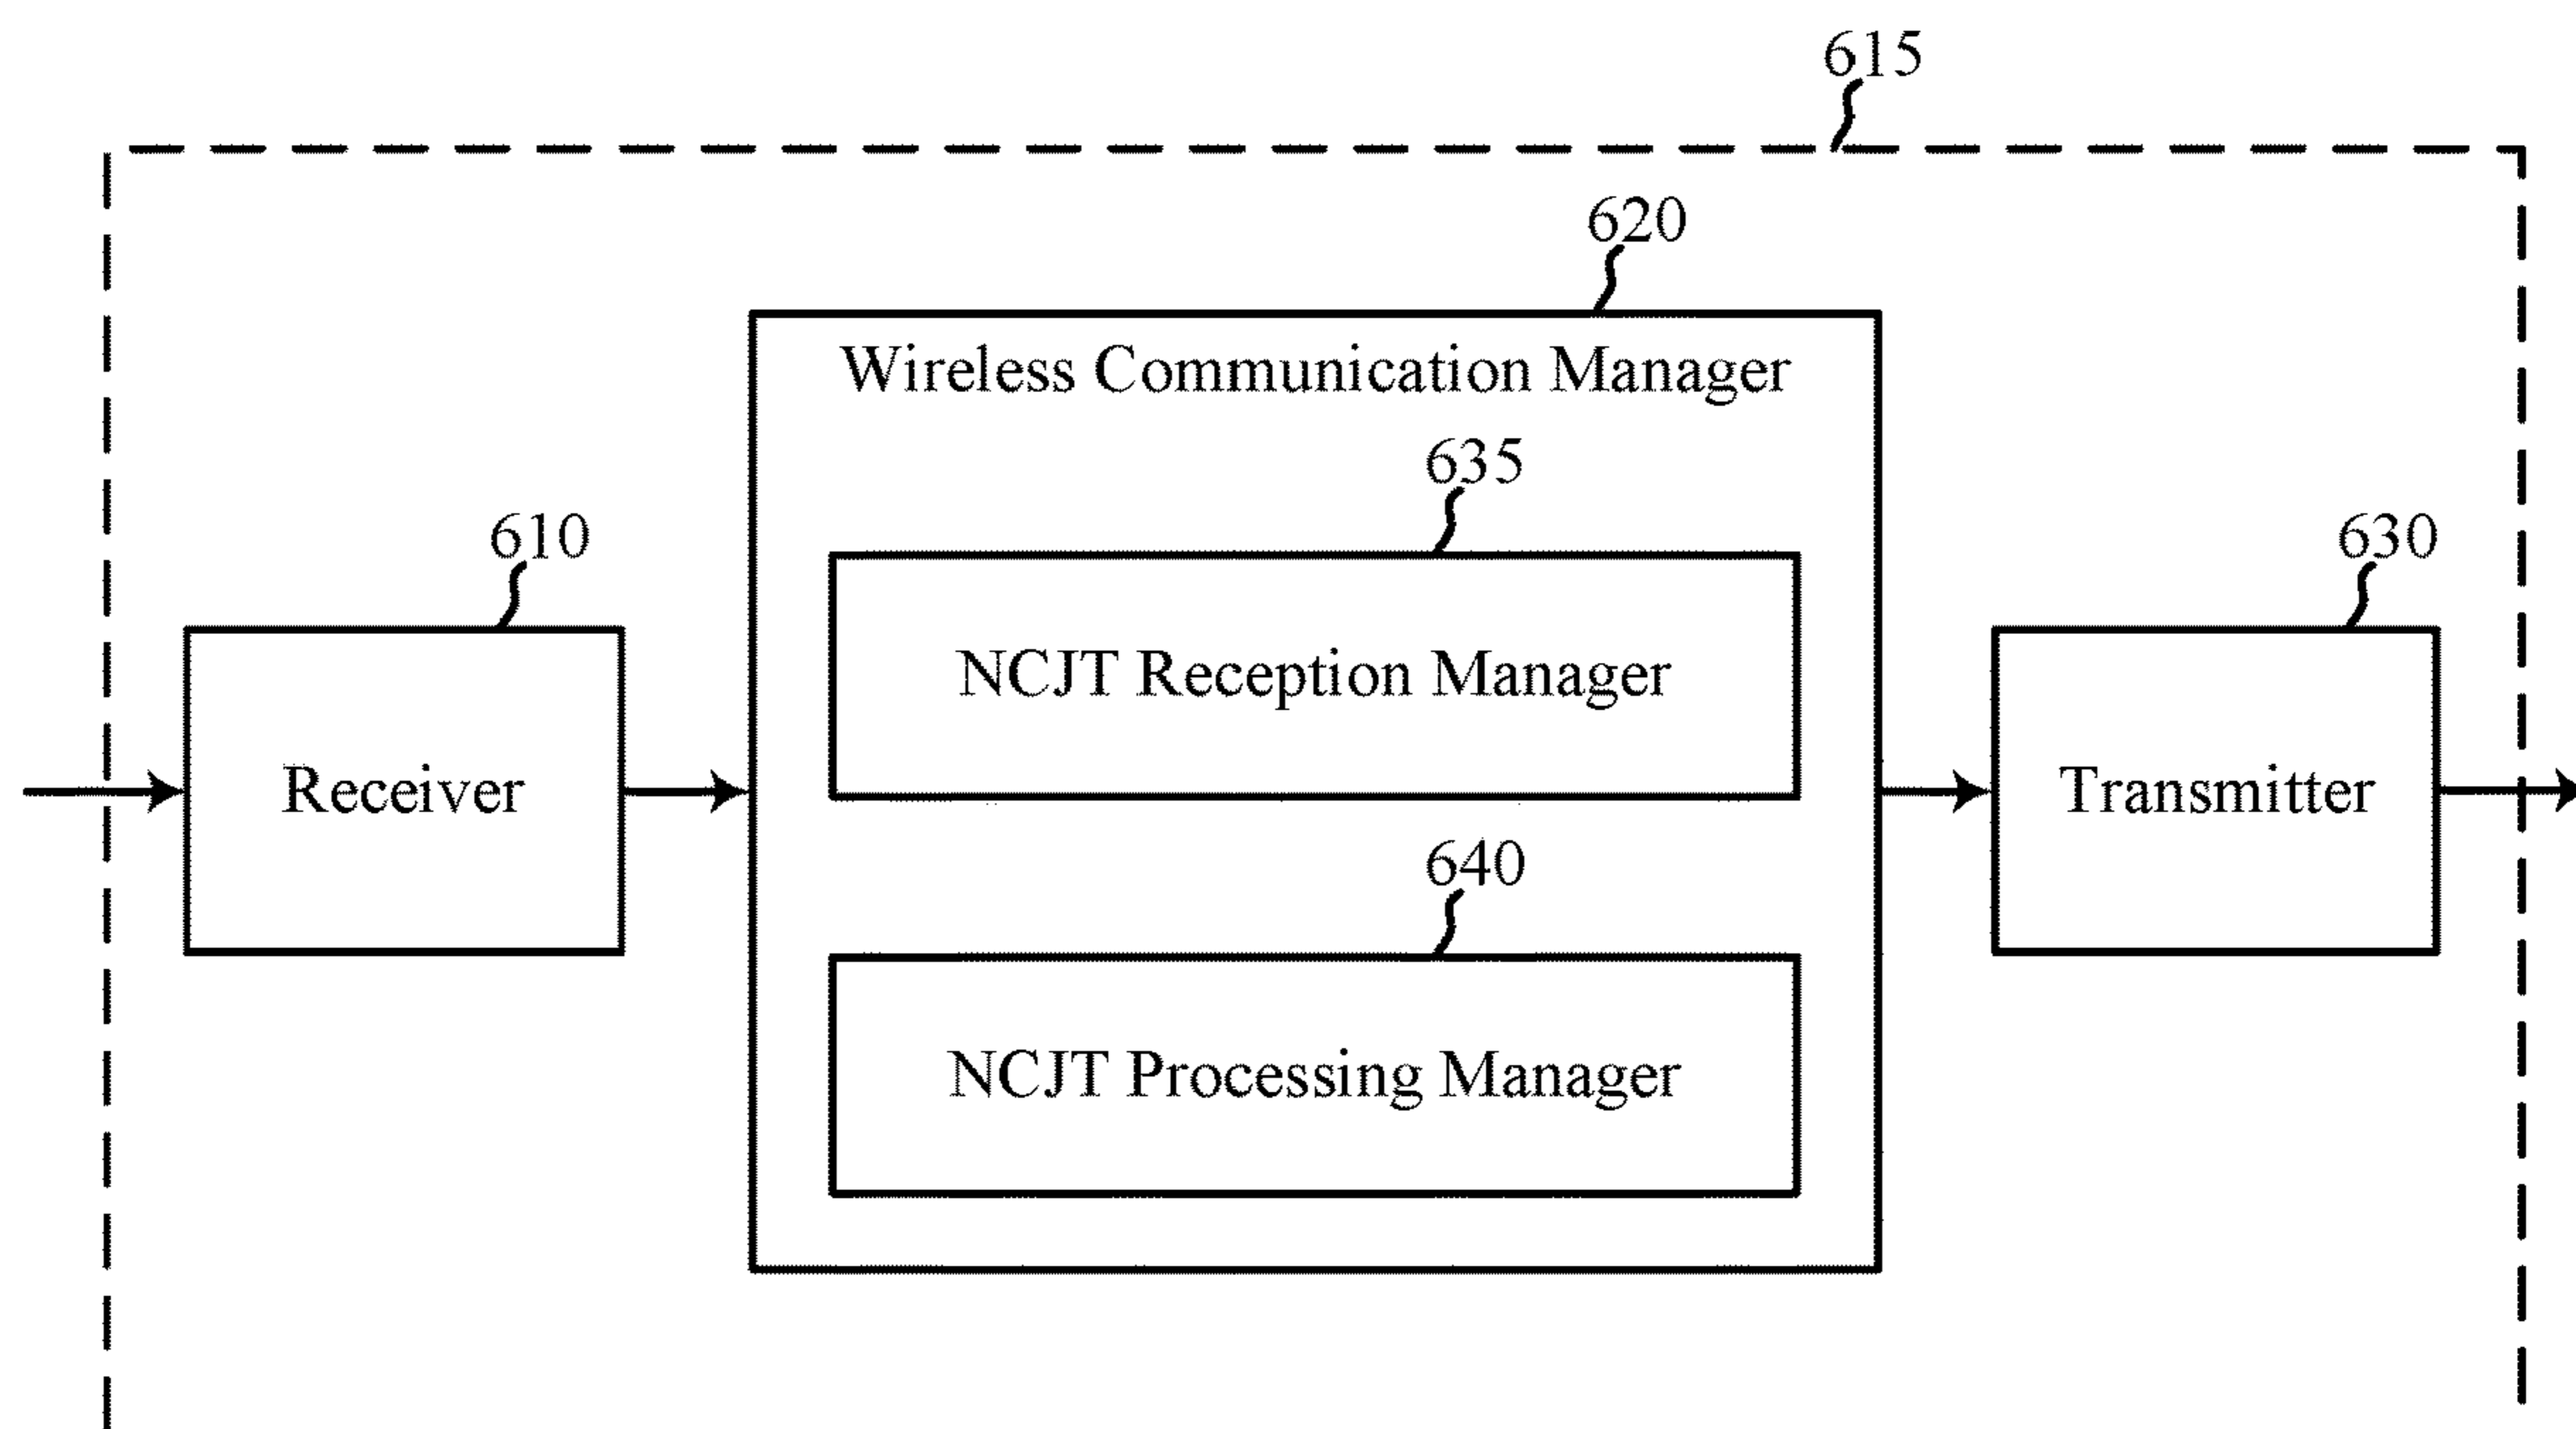 615
620
Wireless Communication Manager
635
610
630
NCJT Reception Manager
Receiver
Transmitter
640
NCJT Processing Manager